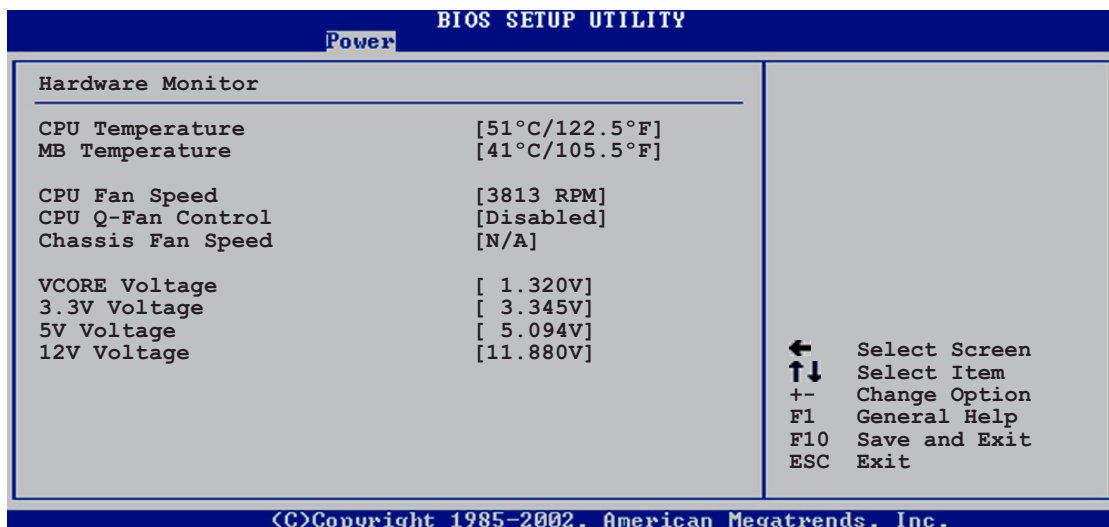 BIOS SETUP UTILITY
Power
Hardware Monitor
CPU Temperature [51°C/122.5°F]
MB Temperature [41°C/105.5°F]
CPU Fan Speed [3813 RPM]
CPU Q-Fan Control [Disabled]
Chassis Fan Speed [N/A]
VCORE Voltage [ 1.320V]
3.3V Voltage [ 3.345V]
5V Voltage [ 5.094V]
12V Voltage [11.880V]
← Select Screen
↑↓ Select Item
+- Change Option
F1 General Help
F10 Save and Exit
ESC Exit
(C)Copyright 1985-2002, American Megatrends, Inc.